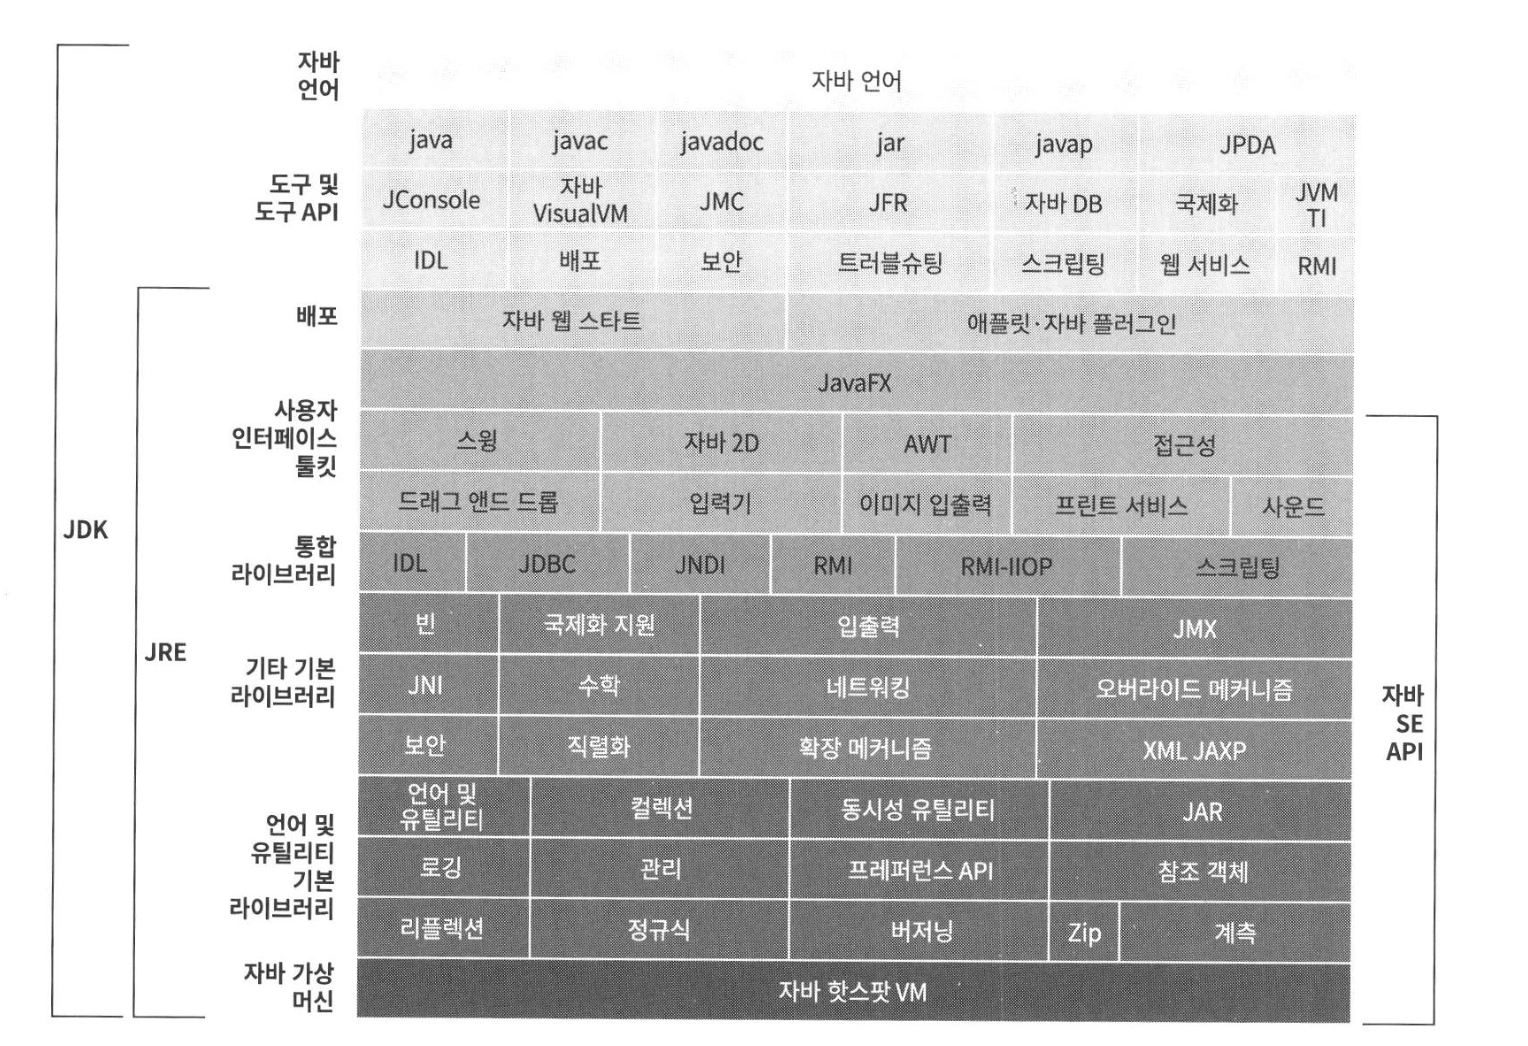 자바
언어
자바 언어
도구 및
도구 API
java
javac
javadoc
jar
javap
JPDA
JConsole
자바
VisualVM
JMC
JFR
자바 DB
국제화
JVM
TI
IDL
배포
보안
트러블슈팅
스크립팅
웹 서비스
RMI
배포
자바 웹 스타트
애플릿·자바 플러그인
사용자
인터페이스
툴킷
JavaFX
스윙
자바 2D
AWT
접근성
드래그 앤드 드롭
입력기
이미지 입출력
프린트 서비스
사운드
통합
라이브러리
IDL
JDBC
JNDI
RMI
RMI-IIOP
스크립팅
기타 기본
라이브러리
빈
국제화 지원
입출력
JMX
JNI
수학
네트워킹
오버라이드 메커니즘
보안
직렬화
확장 메커니즘
XML JAXP
언어 및
유틸리티
기본
라이브러리
언어 및
유틸리티
컬렉션
동시성 유틸리티
JAR
로깅
관리
프레퍼런스 API
참조 객체
리플렉션
정규식
버저닝
Zip
계측
자바 가상
머신
자바 핫스팟 VM
JDK
JRE
자바
SE
API